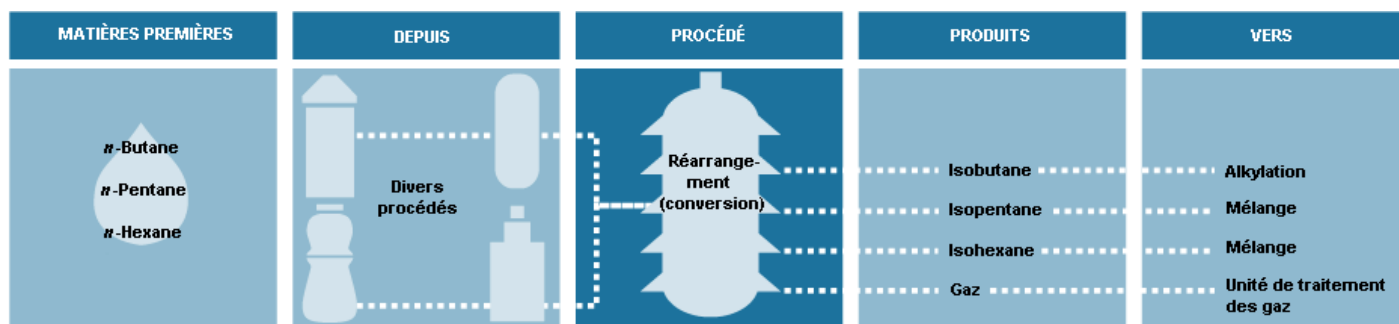 MATIÈRES PREMIÈRES
DEPUIS
PROCÉDÉ
PRODUITS
VERS
n-Butane
n-Pentane
n-Hexane
Divers
procédés
Réarrange-
ment
(conversion)
Isobutane
Isopentane
Isohexane
Gaz
Alkylation
Mélange
Mélange
Unité de traitement
des gaz